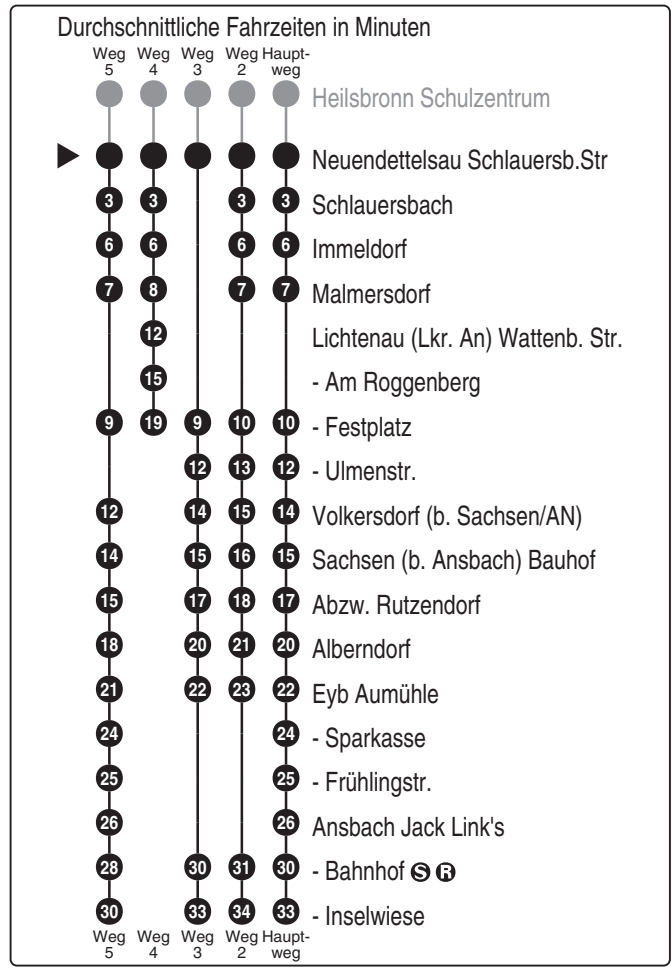 Durchschnittliche Fahrzeiten in Minuten
Weg 5 Weg 4 Weg 3 Weg 2 Haupt-weg
Heilsbronn Schulzentrum
Neuendettelsau Schlauersb.Str
3 3 3 3 Schlauersbach
6 6 6 6 Immeldorf
7 8 7 7 Malmersdorf
12 Lichtenau (Lkr. An) Wattenb. Str.
15 - Am Roggenberg
9 19 9 10 10 - Festplatz
12 13 12 - Ulmenstr.
12 14 15 14 Volkersdorf (b. Sachsen/AN)
14 15 16 15 Sachsen (b. Ansbach) Bauhof
15 17 18 17 Abzw. Rutzendorf
18 20 21 20 Alberndorf
21 22 23 22 Eyb Aumühle
24 24 - Sparkasse
25 25 - Frühlingstr.
26 26 Ansbach Jack Link's
28 30 31 30 - Bahnhof S R
30 33 34 33 - Inselwiese
Weg 5 Weg 4 Weg 3 Weg 2 Haupt-weg